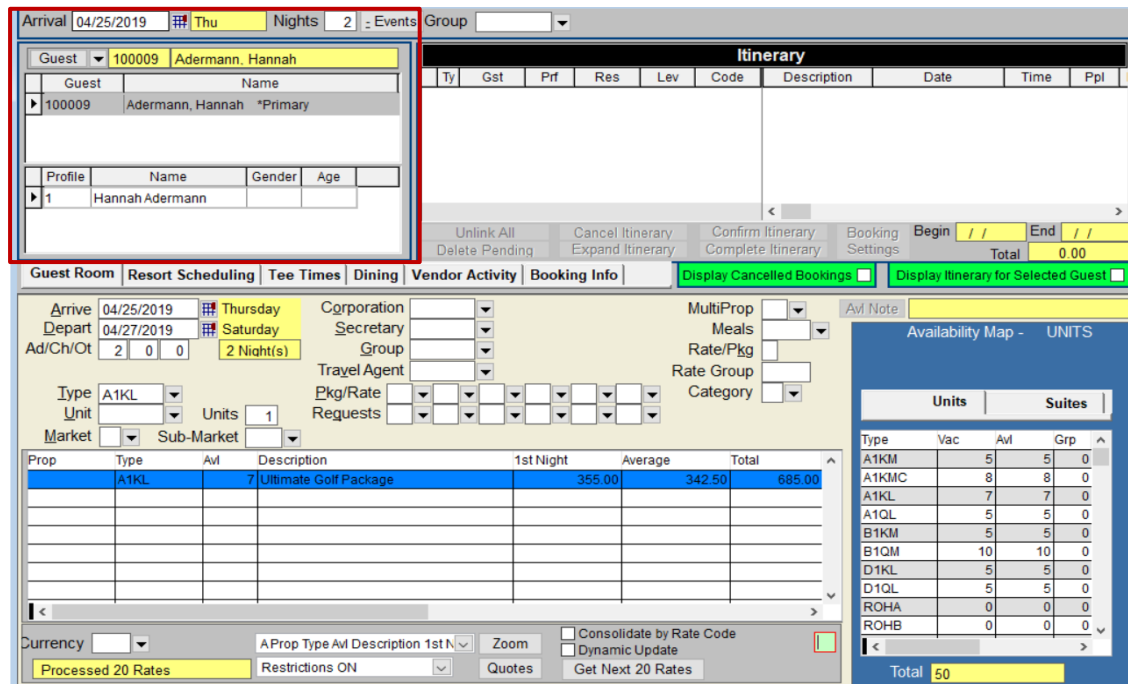 Arrival 04/25/2019 Thu Nights 2 - Events Group
Guest 100009 Adermann, Hannah
Guest Name
100009 Adermann, Hannah *Primary
Profile Name Gender Age
1 Hannah Adermann
Itinerary
Ty Gst Prf Res Lev Code Description Date Time Ppl
Unlink All Cancel Itinerary Confirm Itinerary Booking Begin / / End / /
Delete Pending Expand Itinerary Complete Itinerary Settings Total 0.00
Guest Room Resort Scheduling Tee Times Dining Vendor Activity Booking Info Display Cancelled Bookings Display Itinerary for Selected Guest
Arrive 04/25/2019 Thursday Corporation MultiProp Avl Note
Depart 04/27/2019 Saturday Secretary Meals
Ad/Ch/Ot 2 0 0 2 Night(s) Group Rate/Pkg
Travel Agent Rate Group
Type A1KL Pkg/Rate Category
Unit Units 1 Requests
Market Sub-Market
Prop Type Avl Description 1st Night Average Total
A1KL 7 Ultimate Golf Package 355.00 342.50 685.00
Availability Map - UNITS
Units Suites
Type Vac Avl Grp
A1KM 5 5 0
A1KMC 8 8 0
A1KL 7 7 0
A1QL 5 5 0
B1KM 5 5 0
B1QM 10 10 0
D1KL 5 5 0
D1QL 5 5 0
ROHA 0 0 0
ROHB 0 0 0
Total 50
Currency A Prop Type Avl Description 1st N Zoom Consolidate by Rate Code
Dynamic Update
Processed 20 Rates Restrictions ON Quotes Get Next 20 Rates